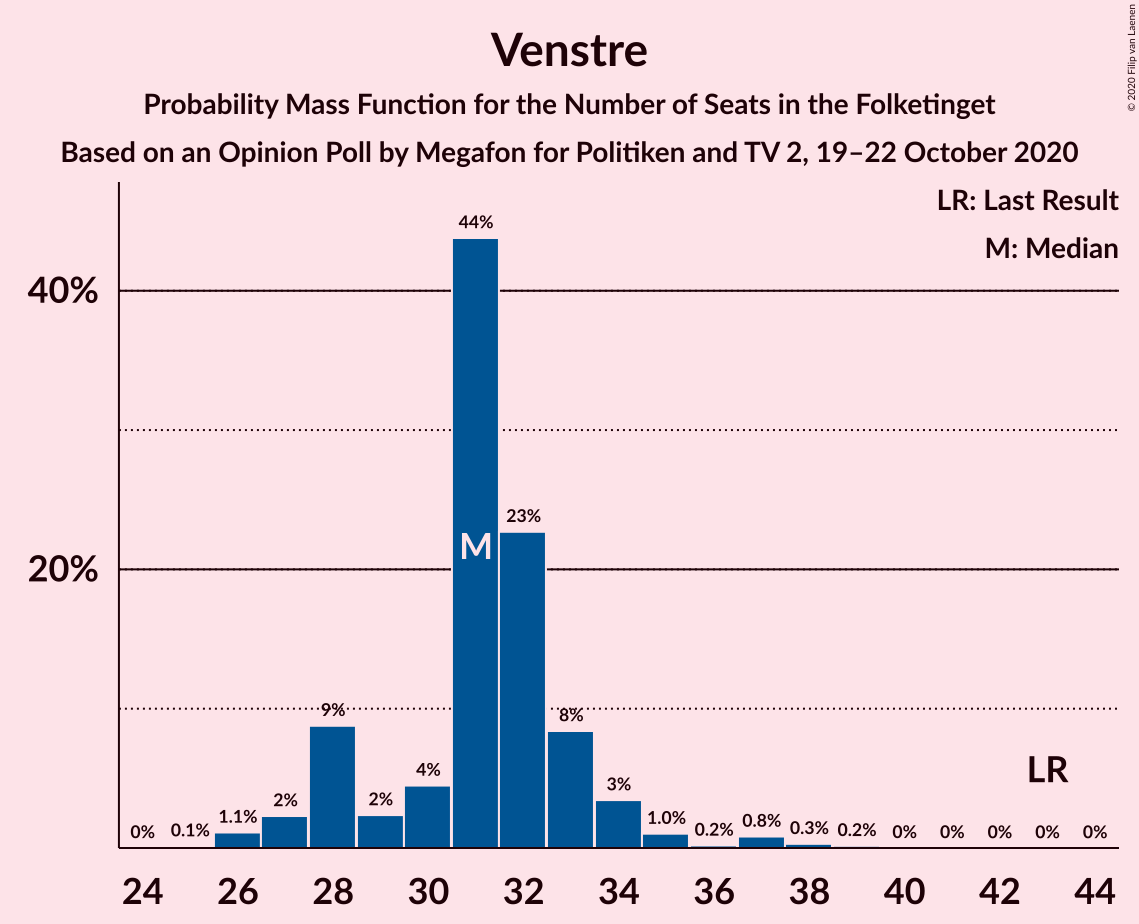 Venstre
Probability Mass Function for the Number of Seats in the Folketinget
Based on an Opinion Poll by Megafon for Politiken and TV 2, 19–22 October 2020
© 2020 Filip van Laenen
LR: Last Result
M: Median
40%
20%
0%
0.1%
1.1%
2%
9%
2%
4%
44%
M
23%
8%
3%
1.0%
0.2%
0.8%
0.3%
0.2%
0%
0%
0%
0%
0%
LR
24 26 28 30 32 34 36 38 40 42 44